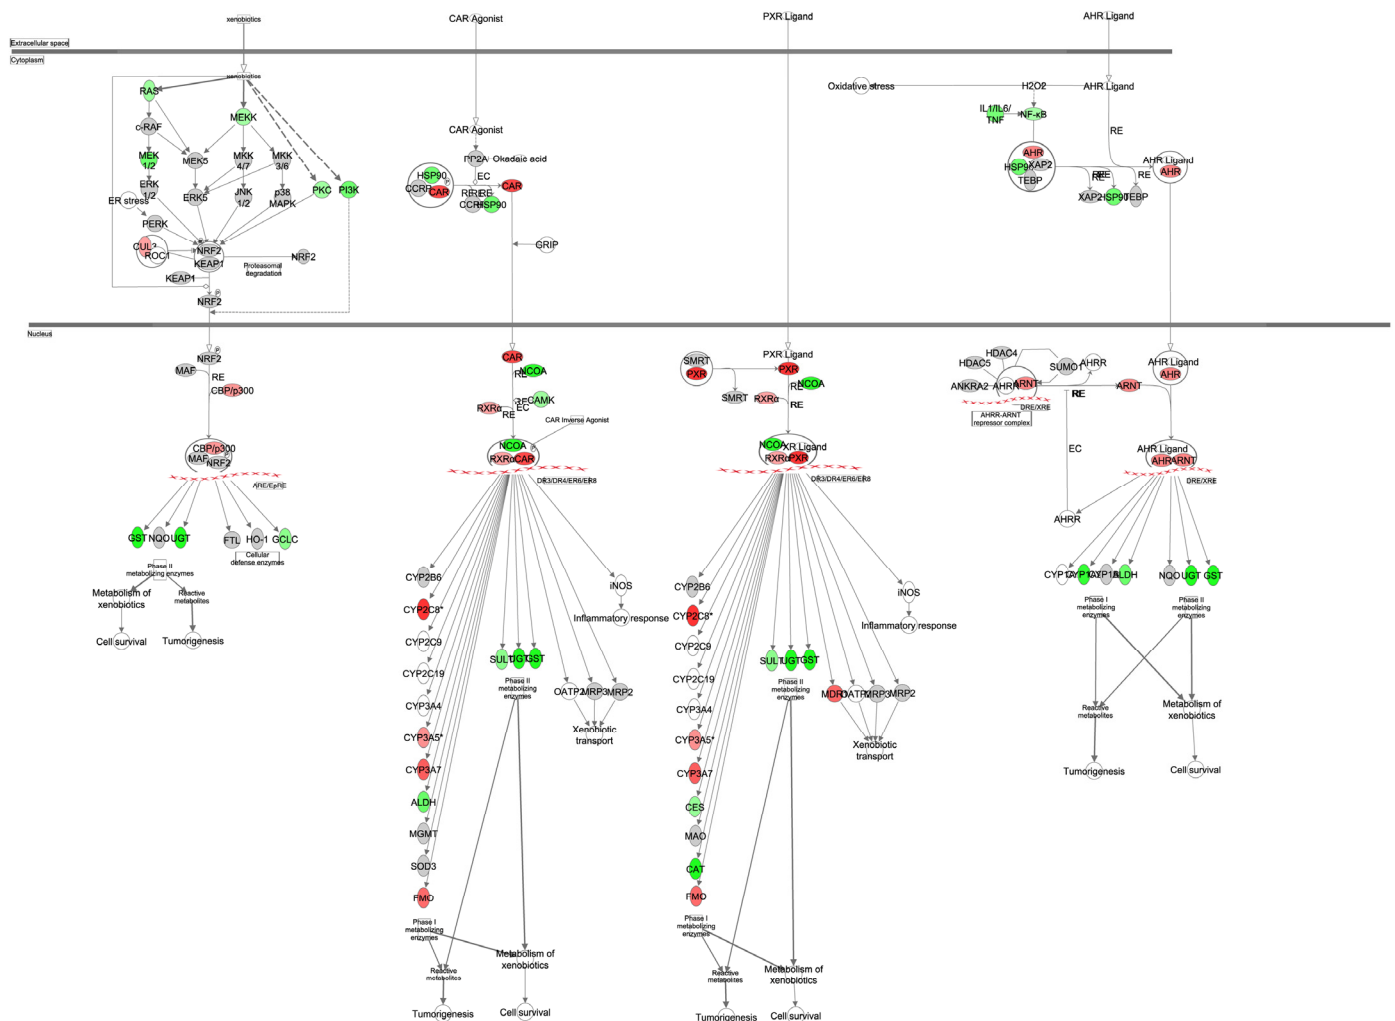 xenobiotics
CAR Agonist
PXR Ligand
AHR Ligand
Extracellular space
Cytoplasm
xenobiotics
RAS
MEKK
c-RAF
MEK
1/2
MEK5
MKK
4/7
MKK
3/6
ERK
1/2
ERK5
JNK
1/2
p38
MAPK
PKC
PI3K
ER stress
PERK
CUL3
ROC1
NRF2
KEAP1
Proteasomal
degradation
NRF2
KEAP1
NRF2
P
CAR Agonist
PP2A
Okadaic acid
EC
HSP90
P
CCRP
CAR
RE
RE
CCRP
HSP90
CAR
GRIP
Oxidative stress
H2O2
AHR Ligand
IL1/IL6/
TNF
NF-κB
RE
AHR
HSP90
XAP2
TEBP
RE
RE
XAP2
HSP90
TEBP
AHR Ligand
AHR
Nucleus
NRF2
P
MAF
RE
CBP/p300
CBP/p300
MAF
NRF2
ARE/EpRE
GST
NQO
UGT
FTL
HO-1
GCLC
Cellular
defense enzymes
Phase II
metabolizing enzymes
Metabolism of
xenobiotics
Reactive
metabolites
Cell survival
Tumorigenesis
CAR
RE
NCOA
RE
CAMK
RXRα
EC
RE
CAR Inverse Agonist
NCOA
P
RXRα
CAR
DR3/DR4/ER6/ER8
CYP2B6
CYP2C8*
CYP2C9
CYP2C19
CYP3A4
CYP3A5*
CYP3A7
ALDH
MGMT
SOD3
FMO
Phase I
metabolizing
enzymes
SULT
UGT
GST
Phase II
metabolizing
enzymes
OATP2
MRP3
MRP2
Xenobiotic
transport
iNOS
Inflammatory response
Metabolism of
xenobiotics
Reactive
metabolites
Tumorigenesis
Cell survival
SMRT
PXR
PXR Ligand
PXR
RE
NCOA
SMRT
RXRα
RE
NCOA
PXR Ligand
RXRα
PXR
DR3/DR4/ER6/ER8
CYP2B6
CYP2C8*
CYP2C9
CYP2C19
CYP3A4
CYP3A5*
CYP3A7
CES
MAO
CAT
FMO
Phase I
metabolizing
enzymes
SULT
UGT
GST
Phase II
metabolizing
enzymes
MDR1
OATP2
MRP3
MRP2
Xenobiotic
transport
iNOS
Inflammatory response
Metabolism of
xenobiotics
Reactive
metabolites
Tumorigenesis
Cell survival
HDAC4
HDAC5
SUMO1
AHRR
ANKRA2
AHRR
ARNT
RE
DRE/XRE
AHRR-ARNT
repressor complex
ARNT
AHR Ligand
AHR
EC
AHR Ligand
AHR
ARNT
DRE/XRE
AHRR
ALDH
NQO
UGT
GST
Phase I
metabolizing
enzymes
Phase II
metabolizing
enzymes
Reactive
metabolites
Metabolism of
xenobiotics
Tumorigenesis
Cell survival